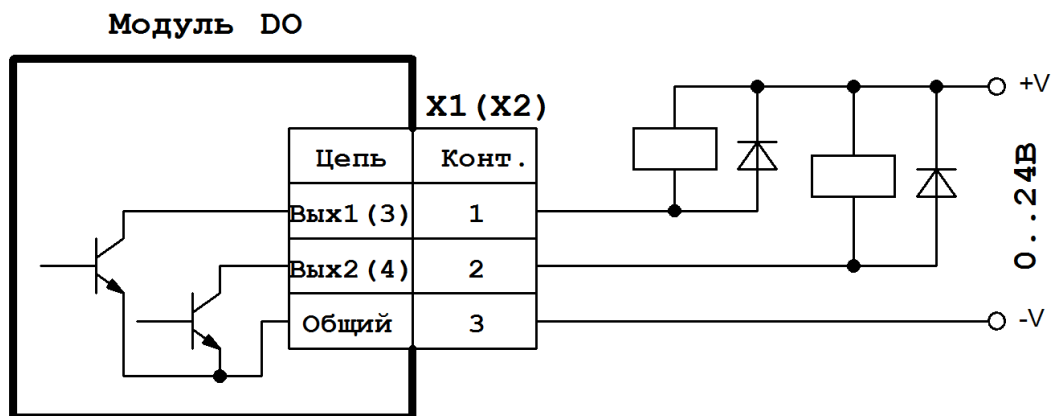 Модуль DO
X1(X2)
Цепь Конт.
Вых1(3) 1
Вых2(4) 2
Общий 3
+V
0..24В
-V